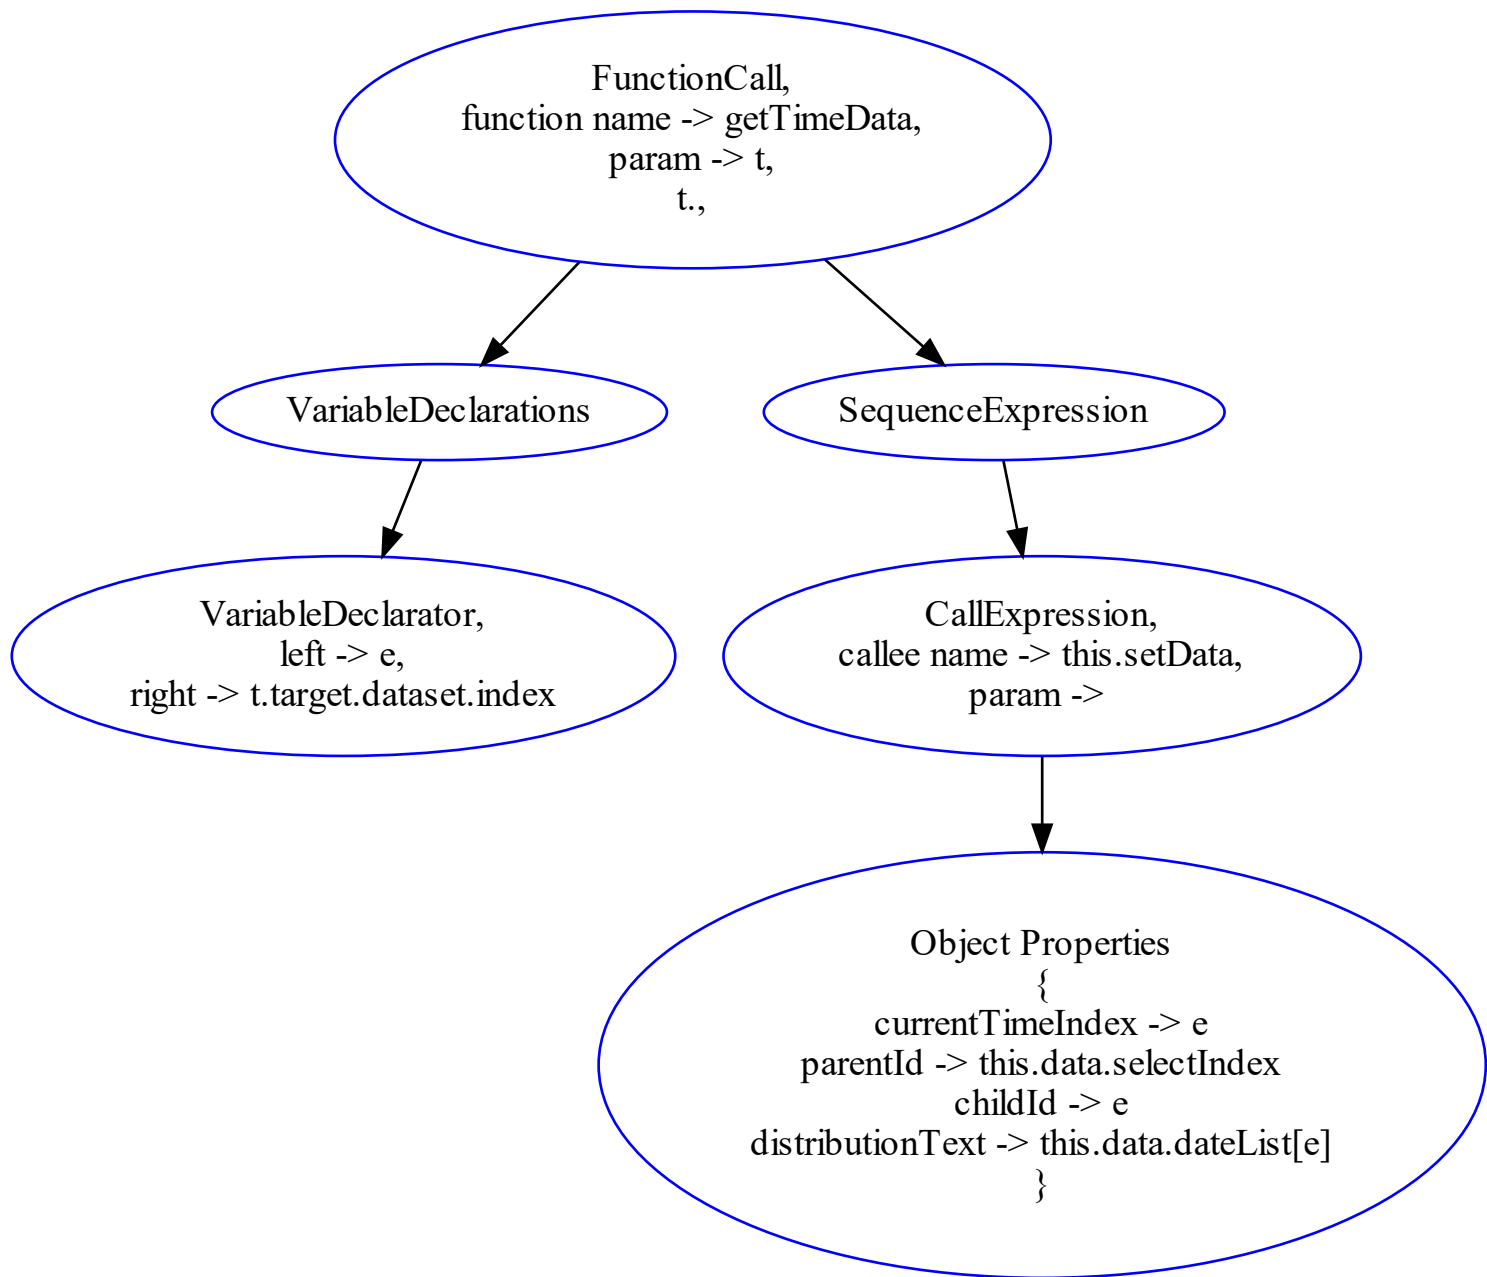 FunctionCall,
function name -> getTimeData,
param -> t,
t.,
VariableDeclarations
SequenceExpression
VariableDeclarator,
left -> e,
right -> t.target.dataset.index
CallExpression,
callee name -> this.setData,
param ->
Object Properties
{
currentTimeIndex -> e
parentId -> this.data.selectIndex
childId -> e
distributionText -> this.data.dateList[e]
}